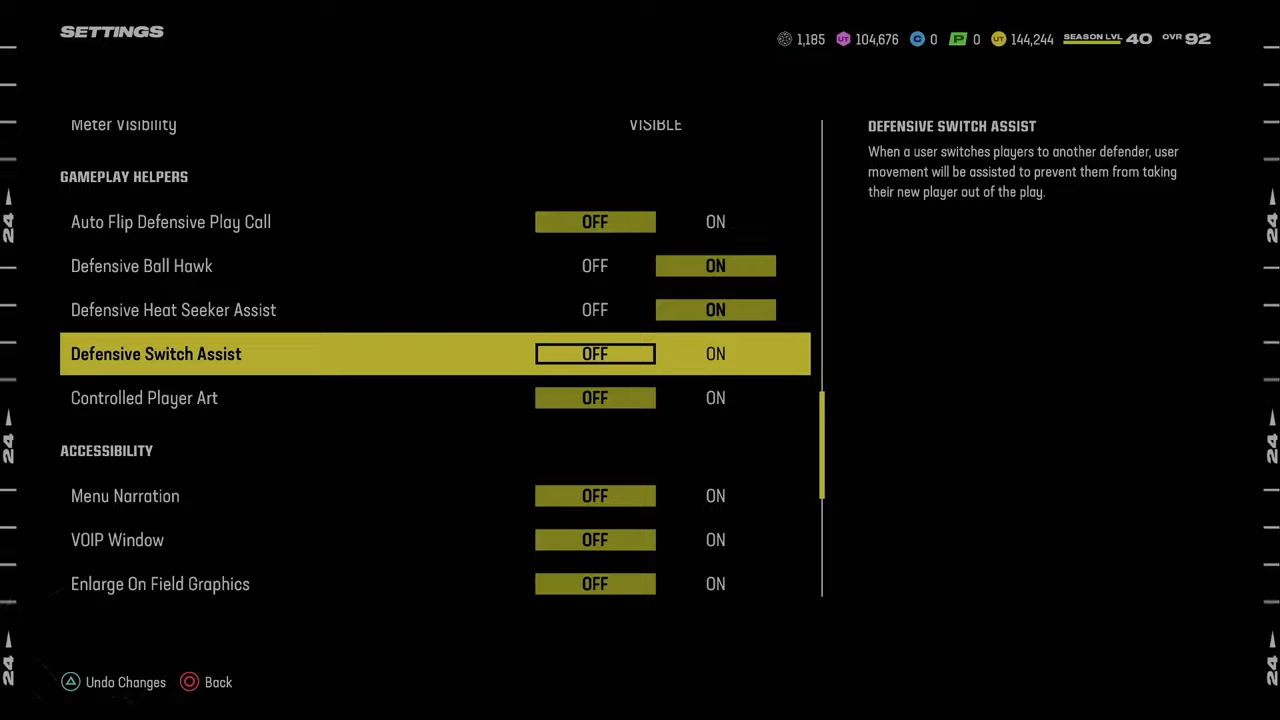 SETTINGS
1,185 UT 104,676 C 0 P 0 UT 144,244 SEASON LVL 40 OVR 92
Meter Visibility VISIBLE
GAMEPLAY HELPERS
Auto Flip Defensive Play Call OFF ON
Defensive Ball Hawk OFF ON
Defensive Heat Seeker Assist OFF ON
Defensive Switch Assist OFF ON
Controlled Player Art OFF ON
ACCESSIBILITY
Menu Narration OFF ON
VOIP Window OFF ON
Enlarge On Field Graphics OFF ON
DEFENSIVE SWITCH ASSIST
When a user switches players to another defender, user
movement will be assisted to prevent them from taking
their new player out of the play.
Undo Changes Back
24
24
24
24
24
24